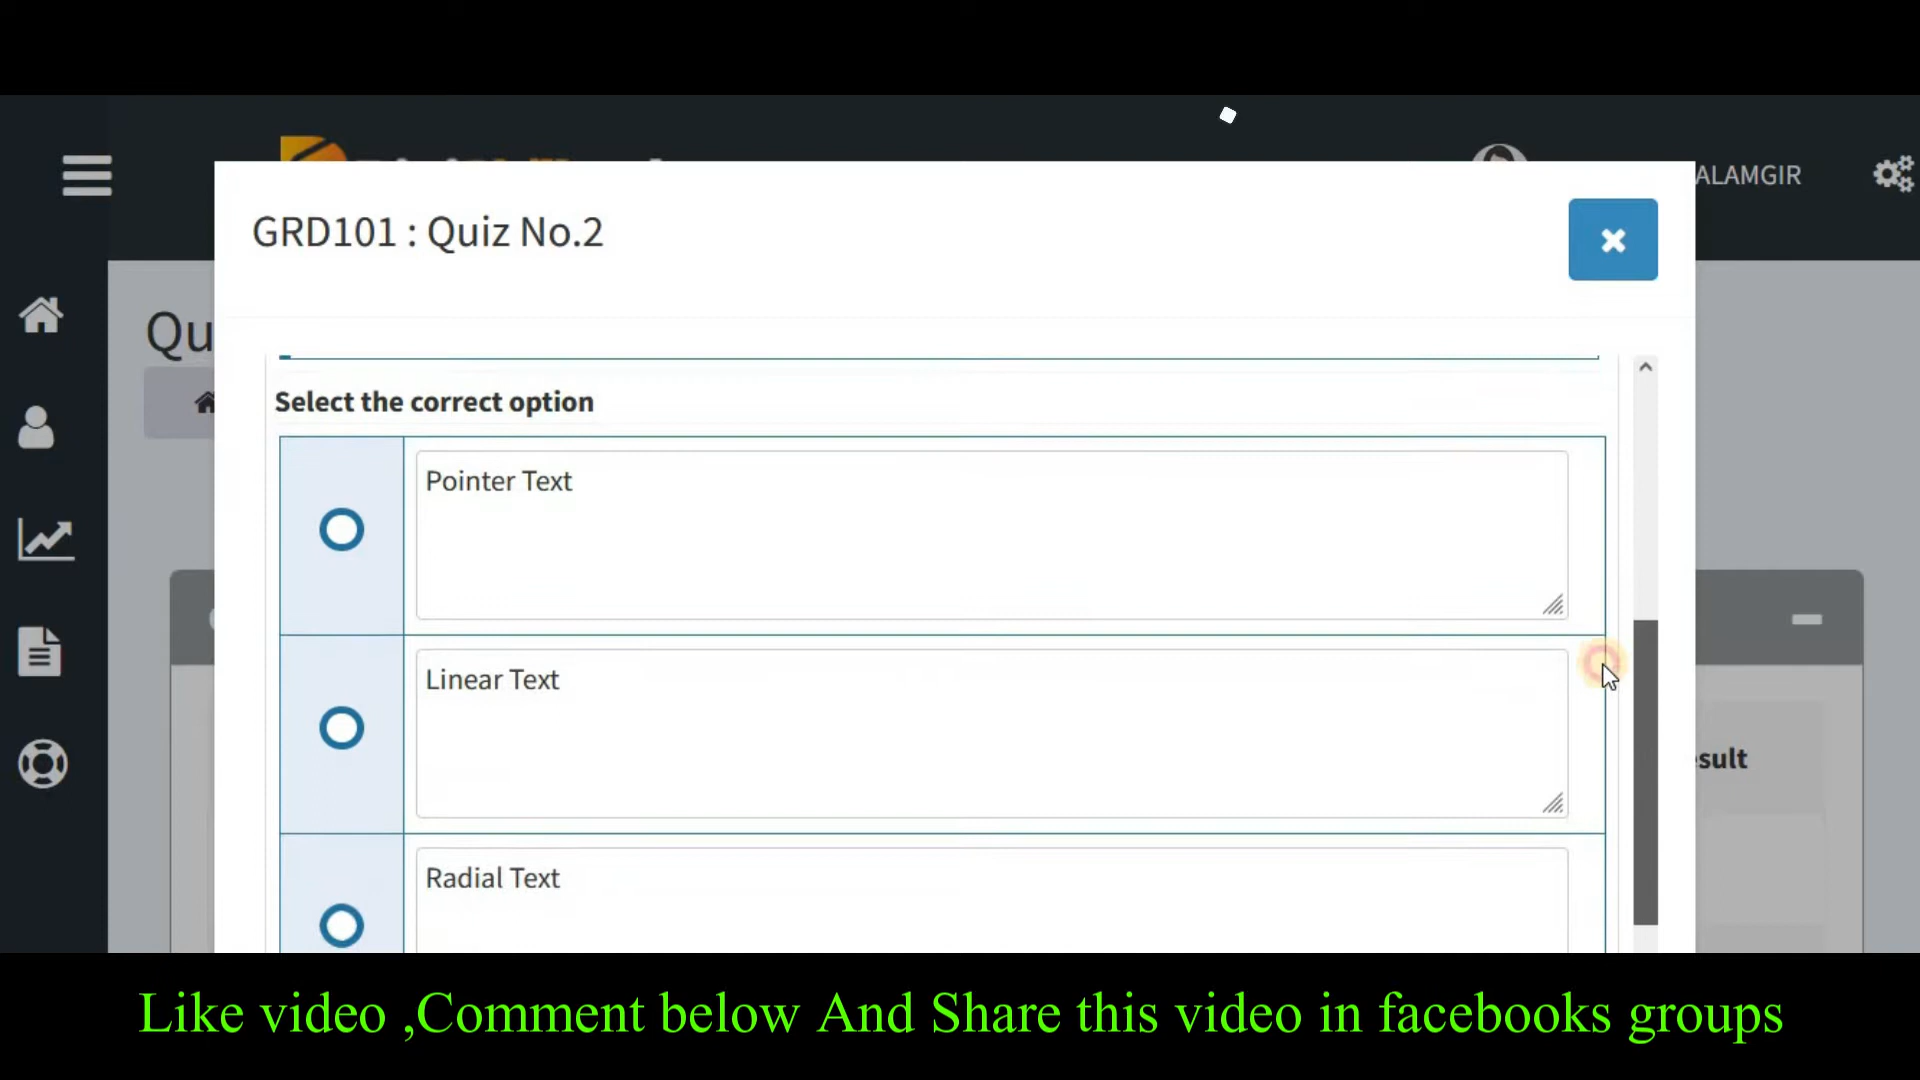 ALAMGIR
GRD101 : Quiz No.2
Qu
Select the correct option
Pointer Text
Linear Text
esult
Radial Text
Like video ,Comment below And Share this video in facebooks groups